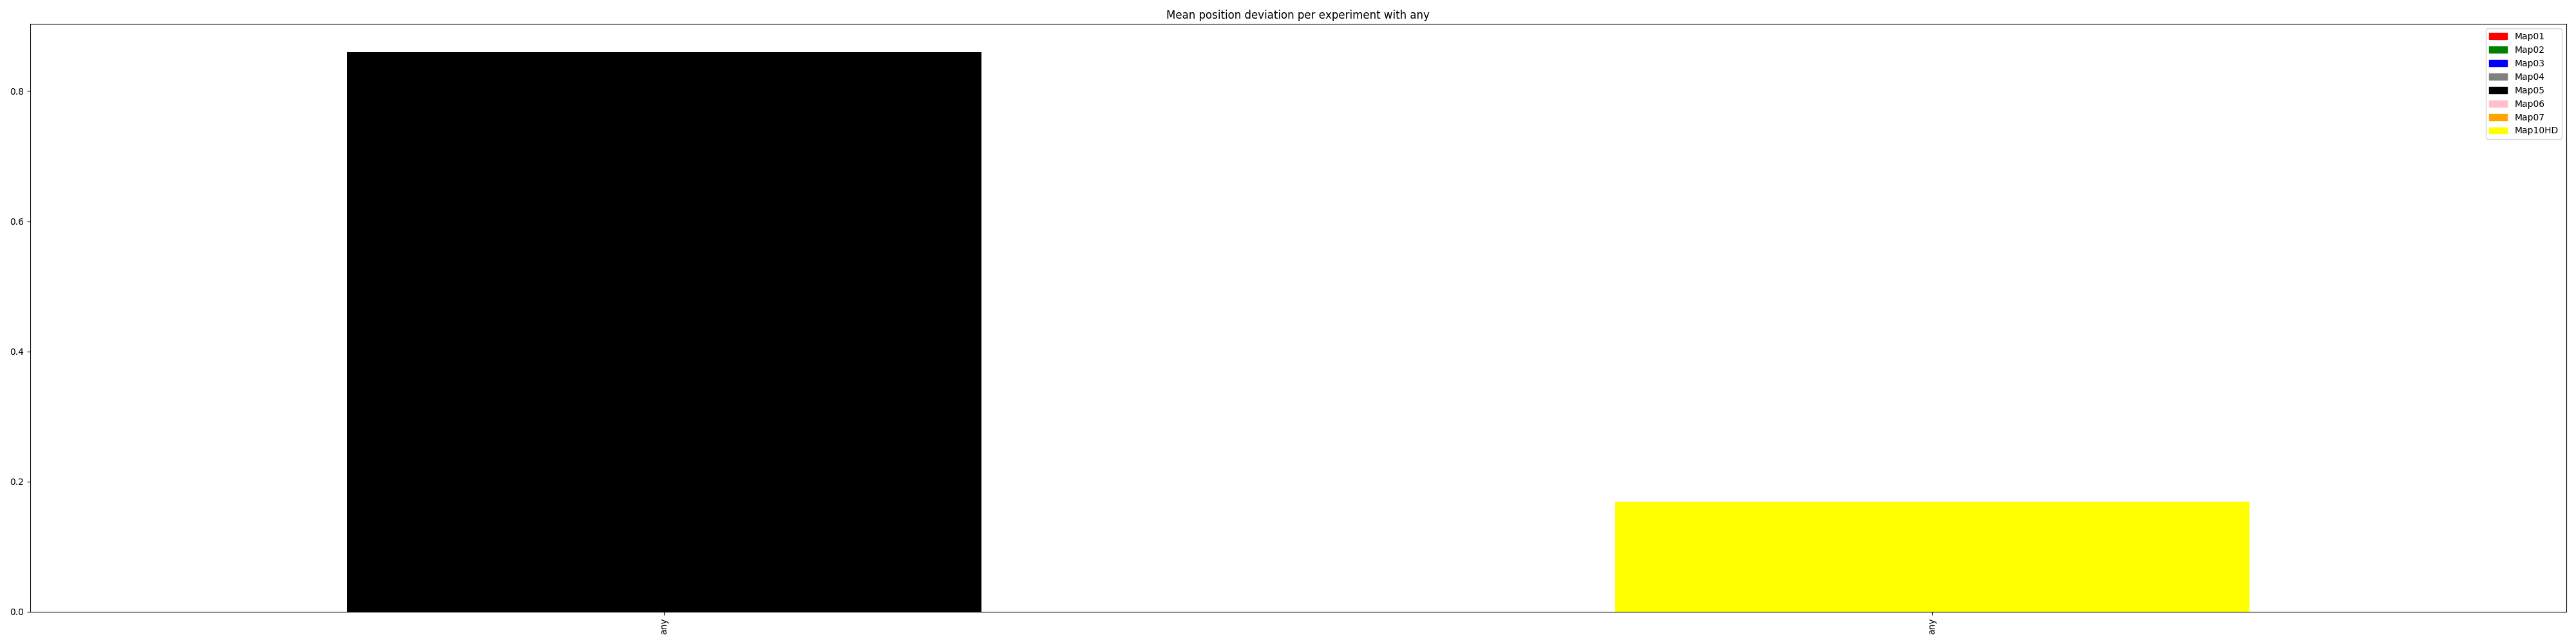 Mean position deviation per experiment with any
Map01
Map02
Map03
Map04
Map05
Map06
Map07
Map10HD
0.8
0.6
0.4
0.2
0.0
any
any